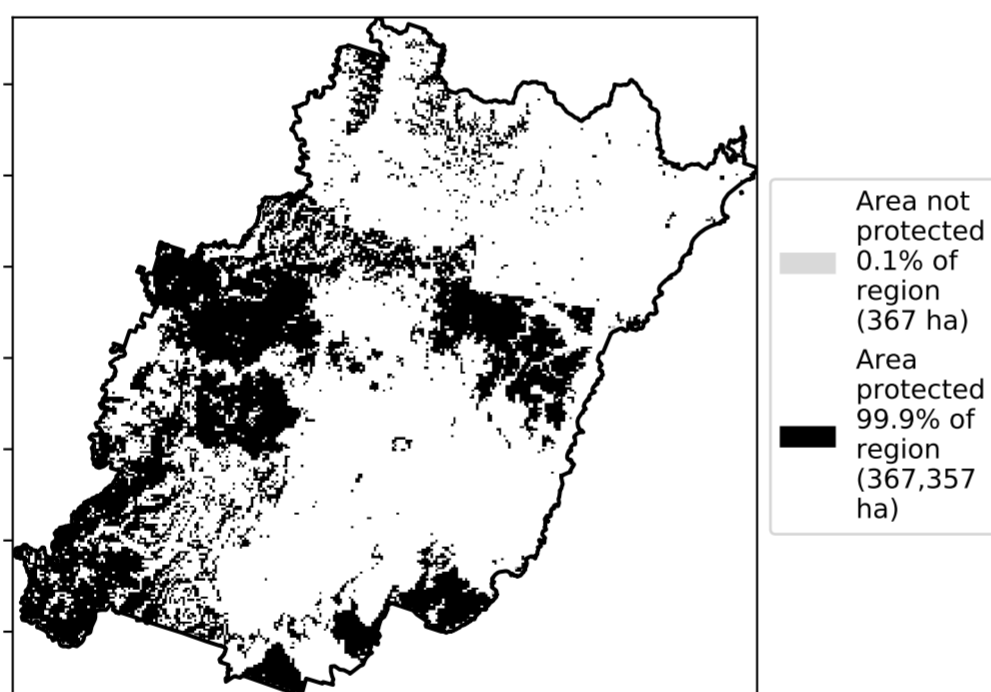 Area not
protected
0.1% of
region
(367 ha)
Area
protected
99.9% of
region
(367,357
ha)